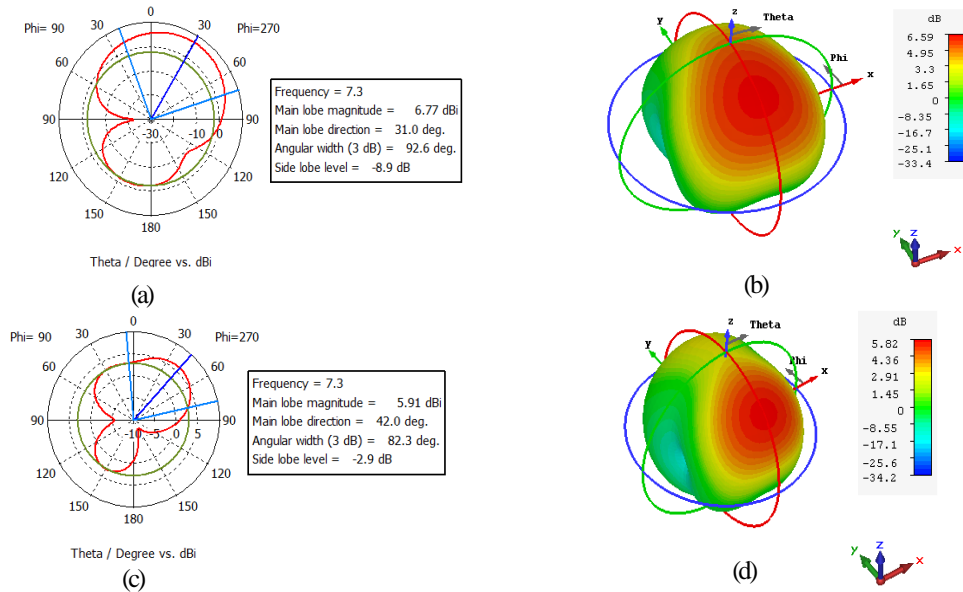 0
Phi= 90 30 30 Phi=270
60 60
90 -30 -10 0 90
120 120
150 150
180
Theta / Degree vs. dBi
Frequency = 7.3
Main lobe magnitude = 6.77 dBi
Main lobe direction = 31.0 deg.
Angular width (3 dB) = 92.6 deg.
Side lobe level = -8.9 dB
(a)
z
Theta
y
Phi
x
dB
6.59
4.95
3.3
1.65
0
-8.35
-16.7
-25.1
-33.4
Y Z X
(b)
0
Phi= 90 30 30 Phi=270
60 60
90 -10 -5 0 5 90
120 120
150 150
180
Theta / Degree vs. dBi
Frequency = 7.3
Main lobe magnitude = 5.91 dBi
Main lobe direction = 42.0 deg.
Angular width (3 dB) = 82.3 deg.
Side lobe level = -2.9 dB
(c)
z
Theta
y
Phi
x
dB
5.82
4.36
2.91
1.45
0
-8.55
-17.1
-25.6
-34.2
Y Z X
(d)